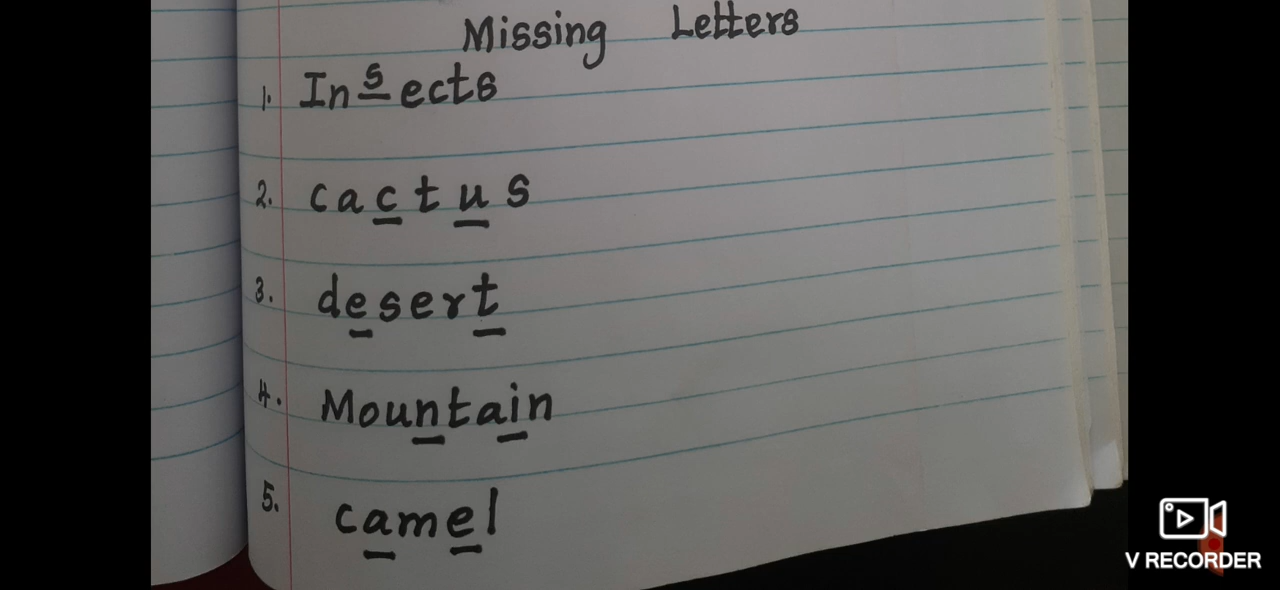 Missing Letters
1. Insects
2. cactus
3. desert
4. Mountain
5. camel
V RECORDER